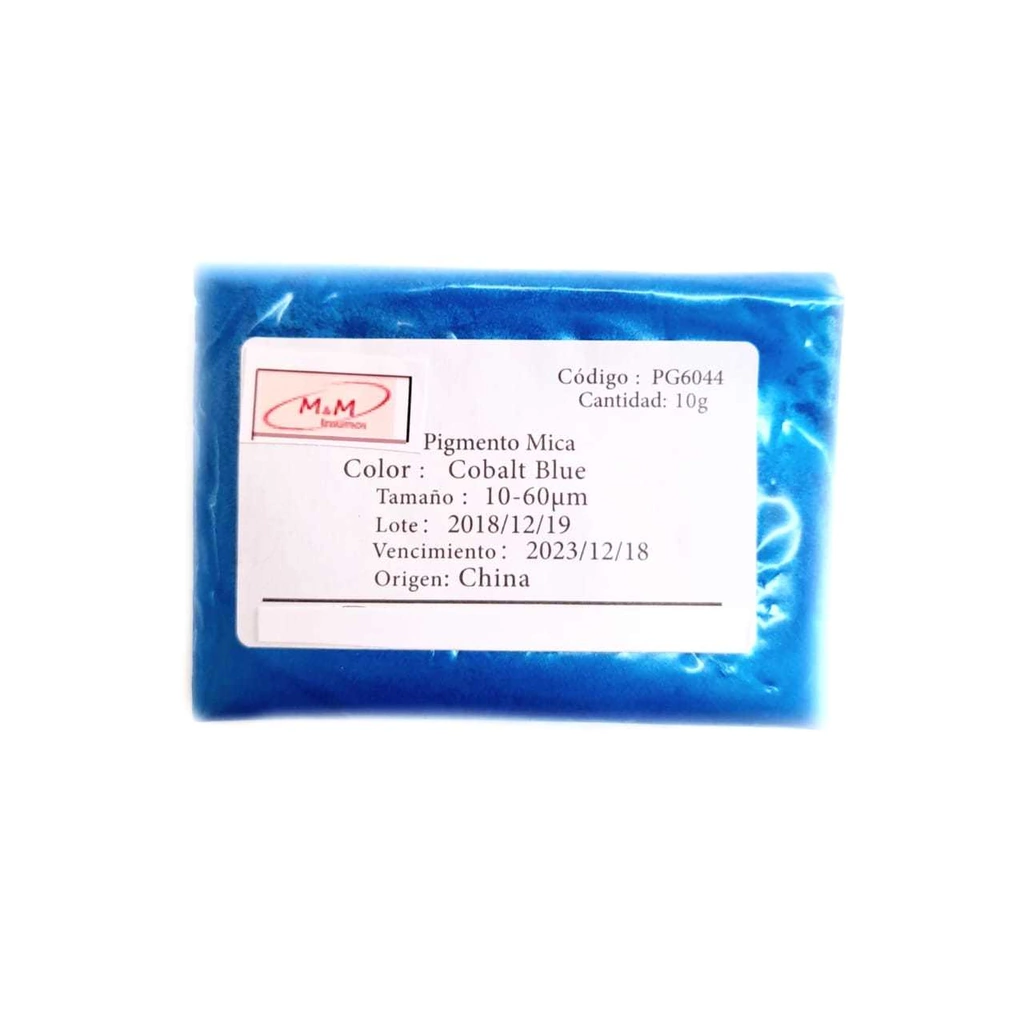 Código : PG6044
Cantidad: 10g
M&M
Insumos
Pigmento Mica
Color : Cobalt Blue
Tamaño : 10-60μm
Lote: 2018/12/19
Vencimiento: 2023/12/18
Origen: China